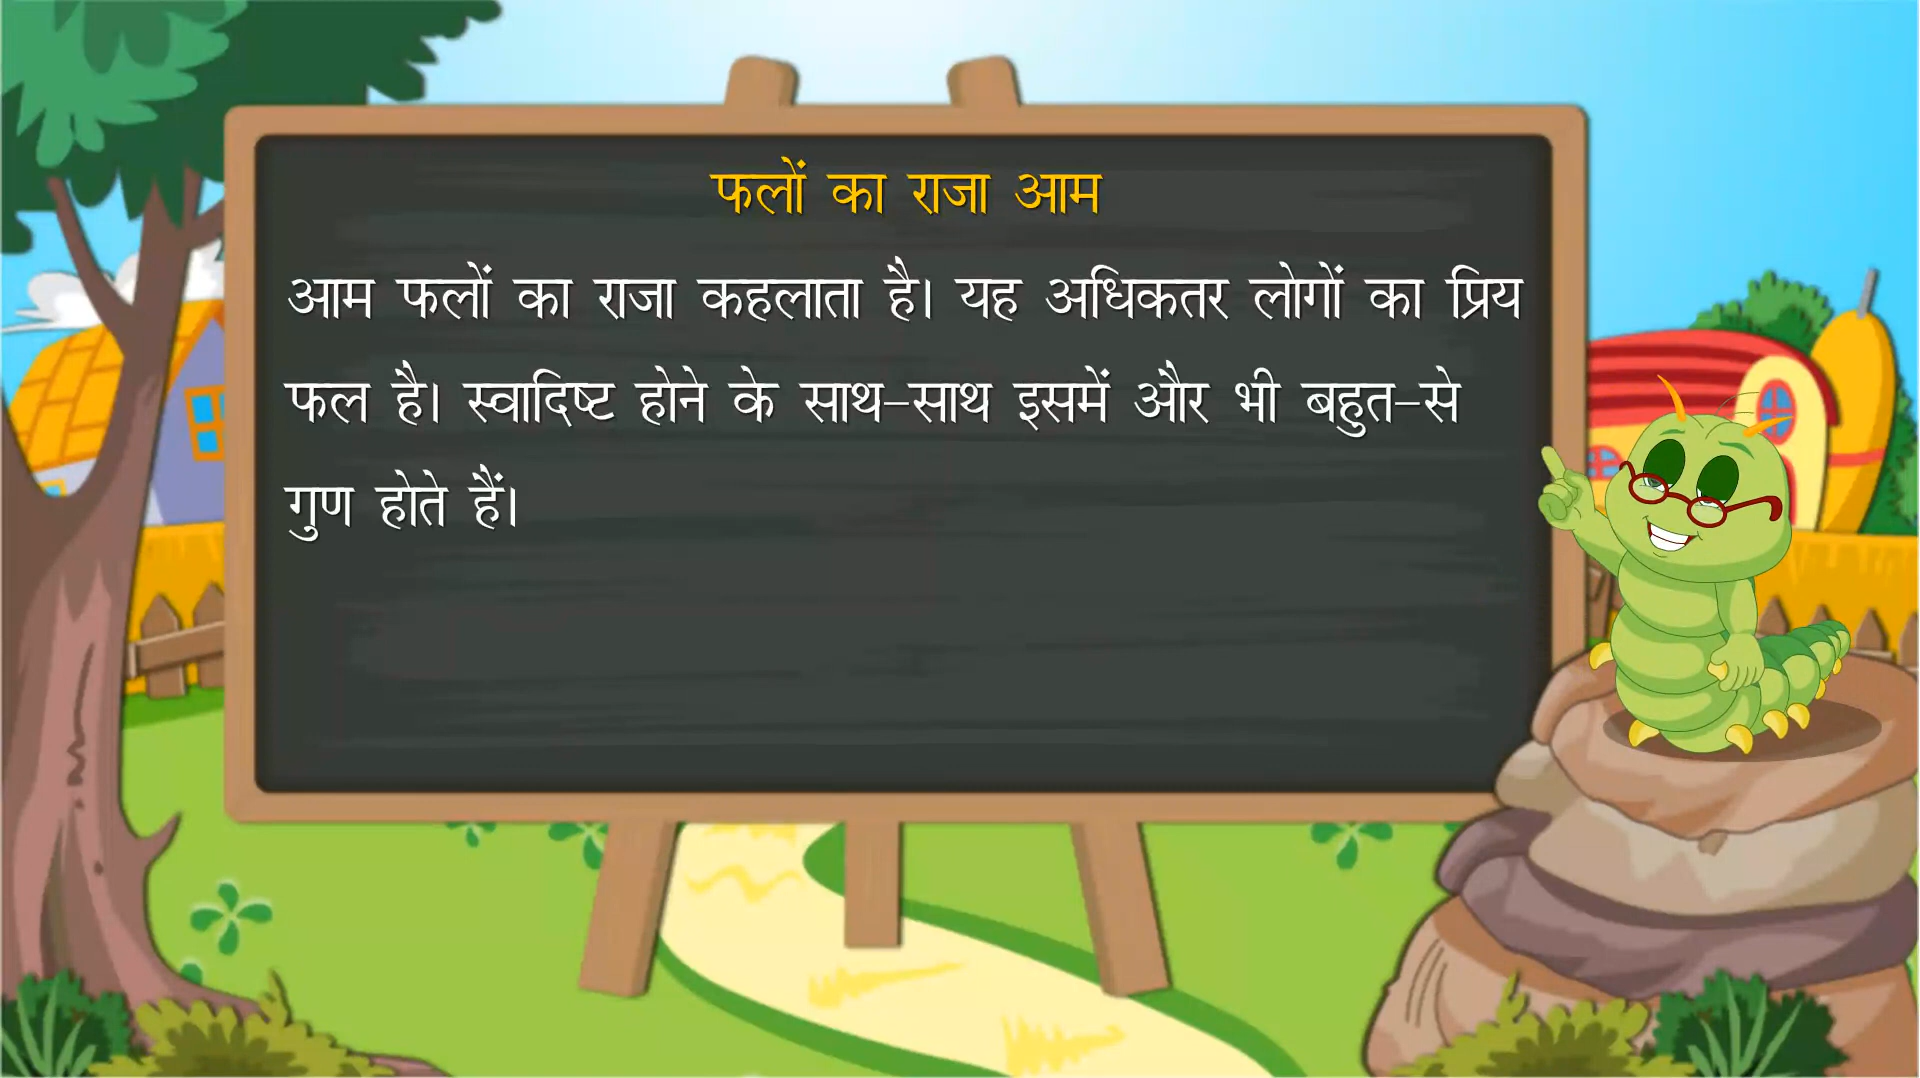 फलों का राजा आम
आम फलों का राजा कहलाता है। यह अधिकतर लोगों का प्रिय
फल है। स्वादिष्ट होने के साथ-साथ इसमें और भी बहुत-से
गुण होते हैं।